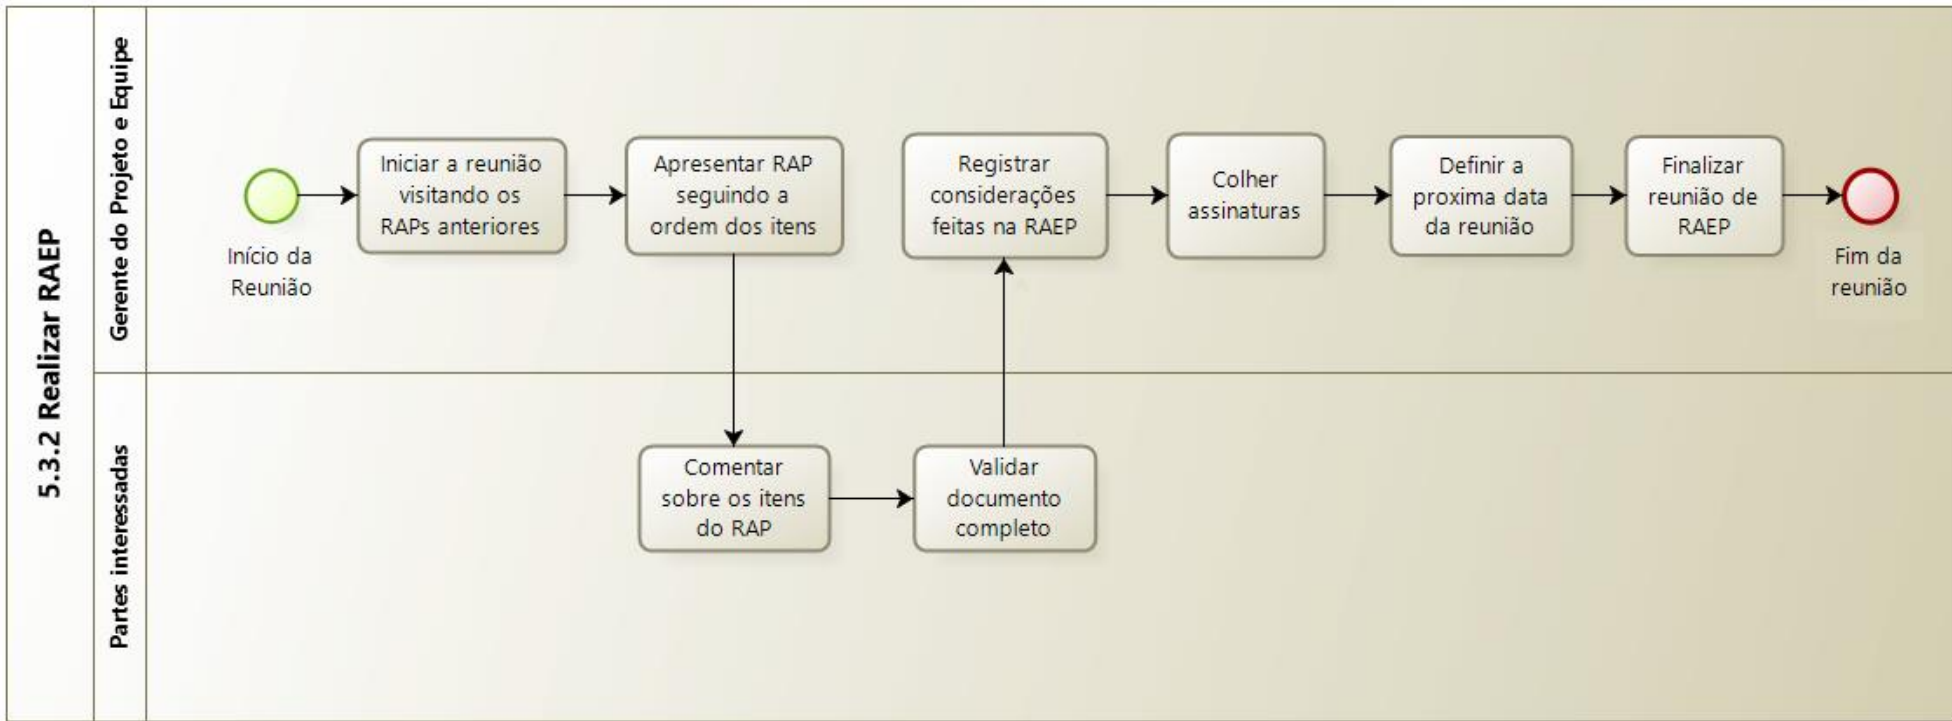 5.3.2 Realizar RAEP
Gerente do Projeto e Equipe
Início da
Reunião
Iniciar a reunião
visitando os
RAPs anteriores
Apresentar RAP
seguindo a
ordem dos itens
Registrar
considerações
feitas na RAEP
Colher
assinaturas
Definir a
proxima data
da reunião
Finalizar
reunião de
RAEP
Fim da
reunião
Partes interessadas
Comentar
sobre os itens
do RAP
Validar
documento
completo